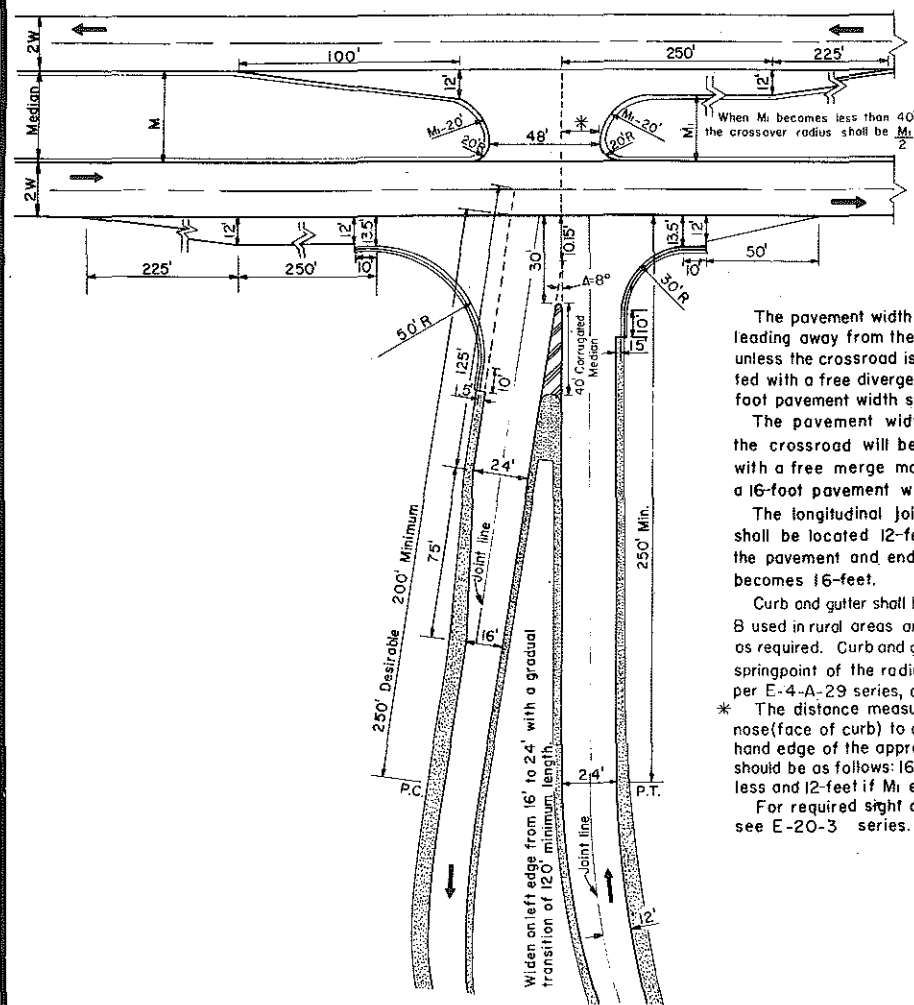 2W
Median
2W
M
100'
12'
250'
225'
12'
M₁-20'
20'R
48'
*
M₁-20'
20'R
M₁
When M₁ becomes less than 40'
the crossover radius shall be M₁
2
12'
12'
13.5'
10'
225'
250'
50'R
30'
0.15'
Δ=8°
13.5'
12'
10'
50'
30'R
10'
5'
125'
5'
10'
40' Corrugated
Median
24'
200' Minimum
75'
Joint line
16'
250' Desirable
P.C.
250' Min.
24'
P.T.
Joint line
12'
Widen on left edge from 16' to 24' with a gradual
transition of 120' minimum length.
The pavement width
leading away from the
unless the crossroad is
ted with a free diverge
foot pavement width s
The pavement wid
the crossroad will be
with a free merge ma
a 16-foot pavement w
The longitudinal joi
shall be located 12-fe
the pavement and end
becomes 16-feet.
Curb and gutter shall b
B used in rural areas an
as required. Curb and g
springpoint of the radiu
per E-4-A-29 series, o
* The distance measu
nose(face of curb) to c
hand edge of the appro
should be as follows: 16
less and 12-feet if M₁ e
For required sight d
see E-20-3 series.